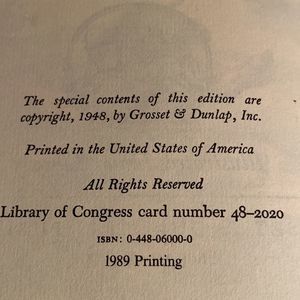 The special contents of this edition are
copyright, 1948, by Grosset & Dunlap, Inc.
Printed in the United States of America
All Rights Reserved
Library of Congress card number 48-2020
ISBN: 0-448-06000-0
1989 Printing